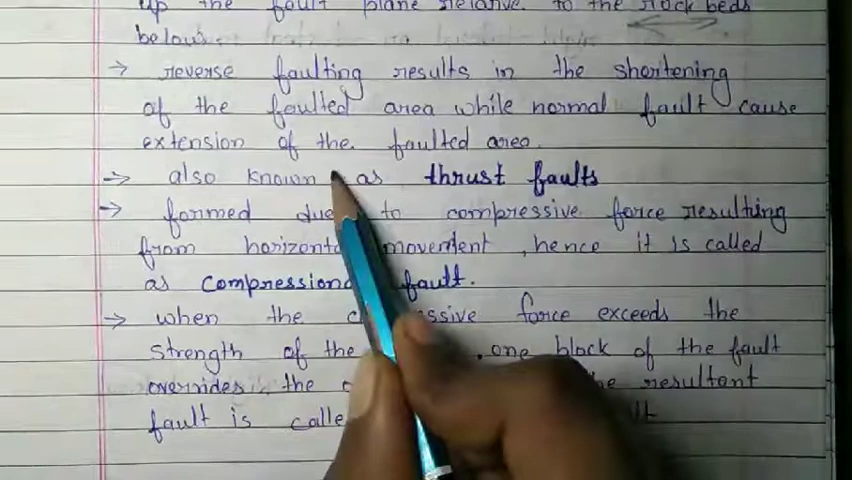 up the fault plane relative to the rock beds
below.
→ reverse faulting results in the shortening
of the faulted area while normal fault cause
extension of the faulted area.
→ also known as thrust faults
→ formed due to compressive force resulting
from movement , hence it is called
as fault.
→ when the force exceeds the
strength of the , one block of the fault
overrides the resultant
fault is